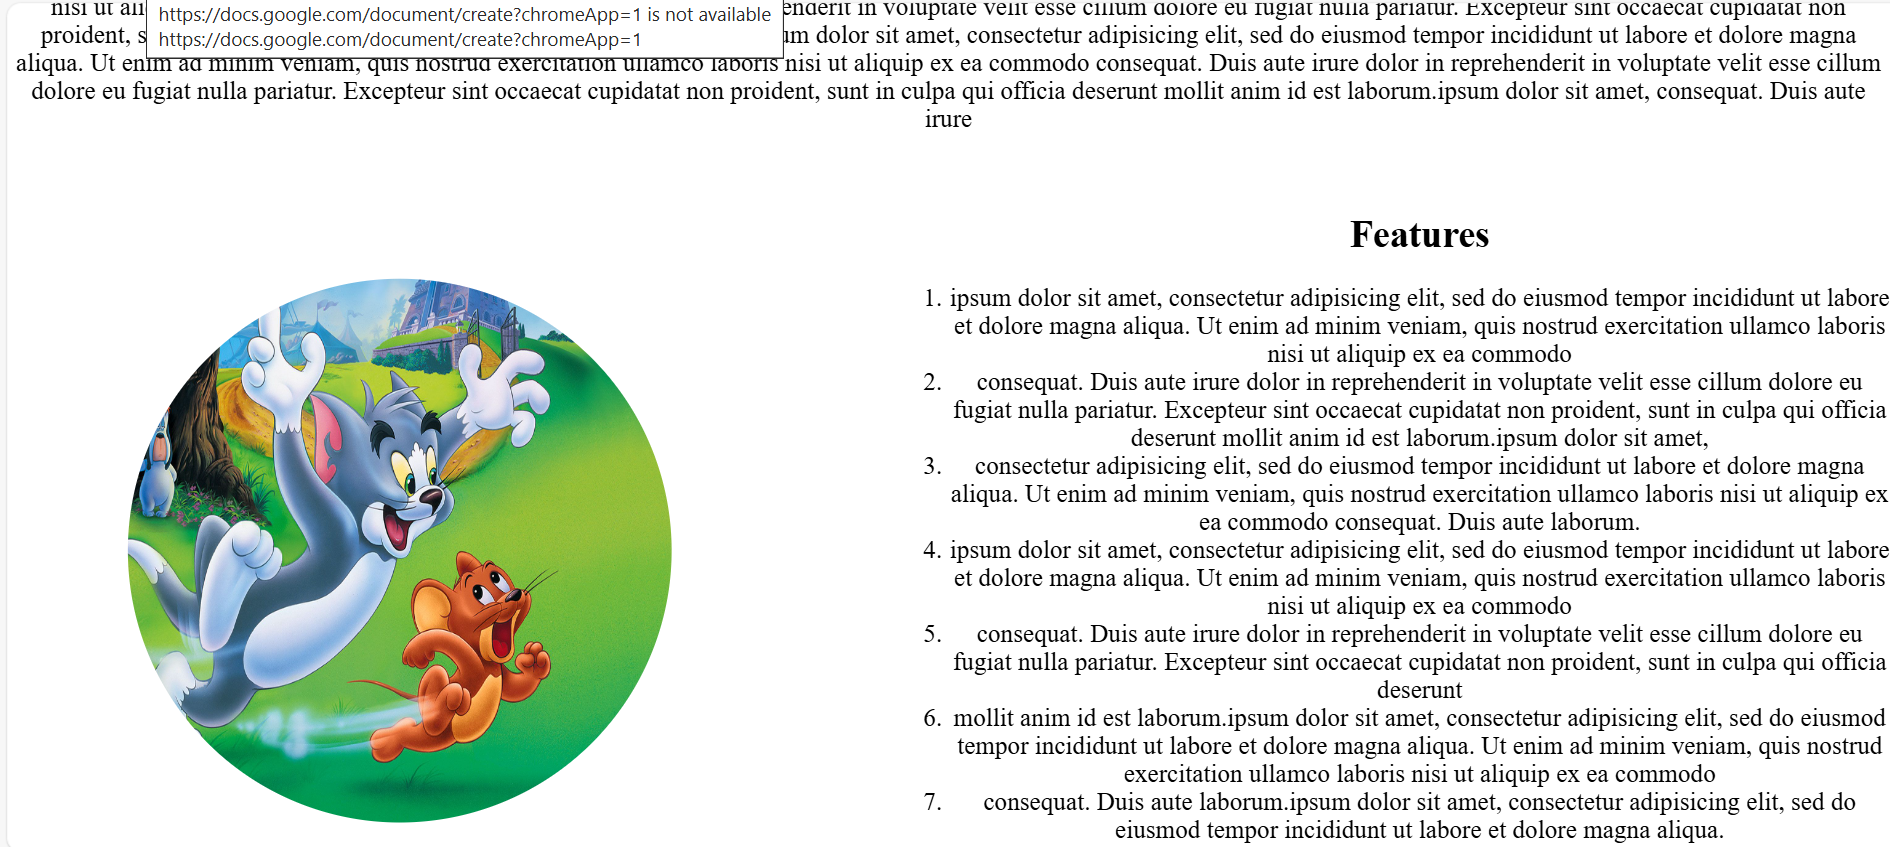 https://docs.google.com/document/create?chromeApp=1 is not available
https://docs.google.com/document/create?chromeApp=1
nisi ut ali enderit in voluptate velit esse cillum dolore eu fugiat nulla pariatur. Excepteur sint occaecat cupidatat non
proident, s um dolor sit amet, consectetur adipisicing elit, sed do eiusmod tempor incididunt ut labore et dolore magna
aliqua. Ut enim ad minim veniam, quis nostrud exercitation ullamco laboris nisi ut aliquip ex ea commodo consequat. Duis aute irure dolor in reprehenderit in voluptate velit esse cillum
dolore eu fugiat nulla pariatur. Excepteur sint occaecat cupidatat non proident, sunt in culpa qui officia deserunt mollit anim id est laborum.ipsum dolor sit amet, consequat. Duis aute
irure
Features
1. ipsum dolor sit amet, consectetur adipisicing elit, sed do eiusmod tempor incididunt ut labore
et dolore magna aliqua. Ut enim ad minim veniam, quis nostrud exercitation ullamco laboris
nisi ut aliquip ex ea commodo
2. consequat. Duis aute irure dolor in reprehenderit in voluptate velit esse cillum dolore eu
fugiat nulla pariatur. Excepteur sint occaecat cupidatat non proident, sunt in culpa qui officia
deserunt mollit anim id est laborum.ipsum dolor sit amet,
3. consectetur adipisicing elit, sed do eiusmod tempor incididunt ut labore et dolore magna
aliqua. Ut enim ad minim veniam, quis nostrud exercitation ullamco laboris nisi ut aliquip ex
ea commodo consequat. Duis aute laborum.
4. ipsum dolor sit amet, consectetur adipisicing elit, sed do eiusmod tempor incididunt ut labore
et dolore magna aliqua. Ut enim ad minim veniam, quis nostrud exercitation ullamco laboris
nisi ut aliquip ex ea commodo
5. consequat. Duis aute irure dolor in reprehenderit in voluptate velit esse cillum dolore eu
fugiat nulla pariatur. Excepteur sint occaecat cupidatat non proident, sunt in culpa qui officia
deserunt
6. mollit anim id est laborum.ipsum dolor sit amet, consectetur adipisicing elit, sed do eiusmod
tempor incididunt ut labore et dolore magna aliqua. Ut enim ad minim veniam, quis nostrud
exercitation ullamco laboris nisi ut aliquip ex ea commodo
7. consequat. Duis aute laborum.ipsum dolor sit amet, consectetur adipisicing elit, sed do
eiusmod tempor incididunt ut labore et dolore magna aliqua.